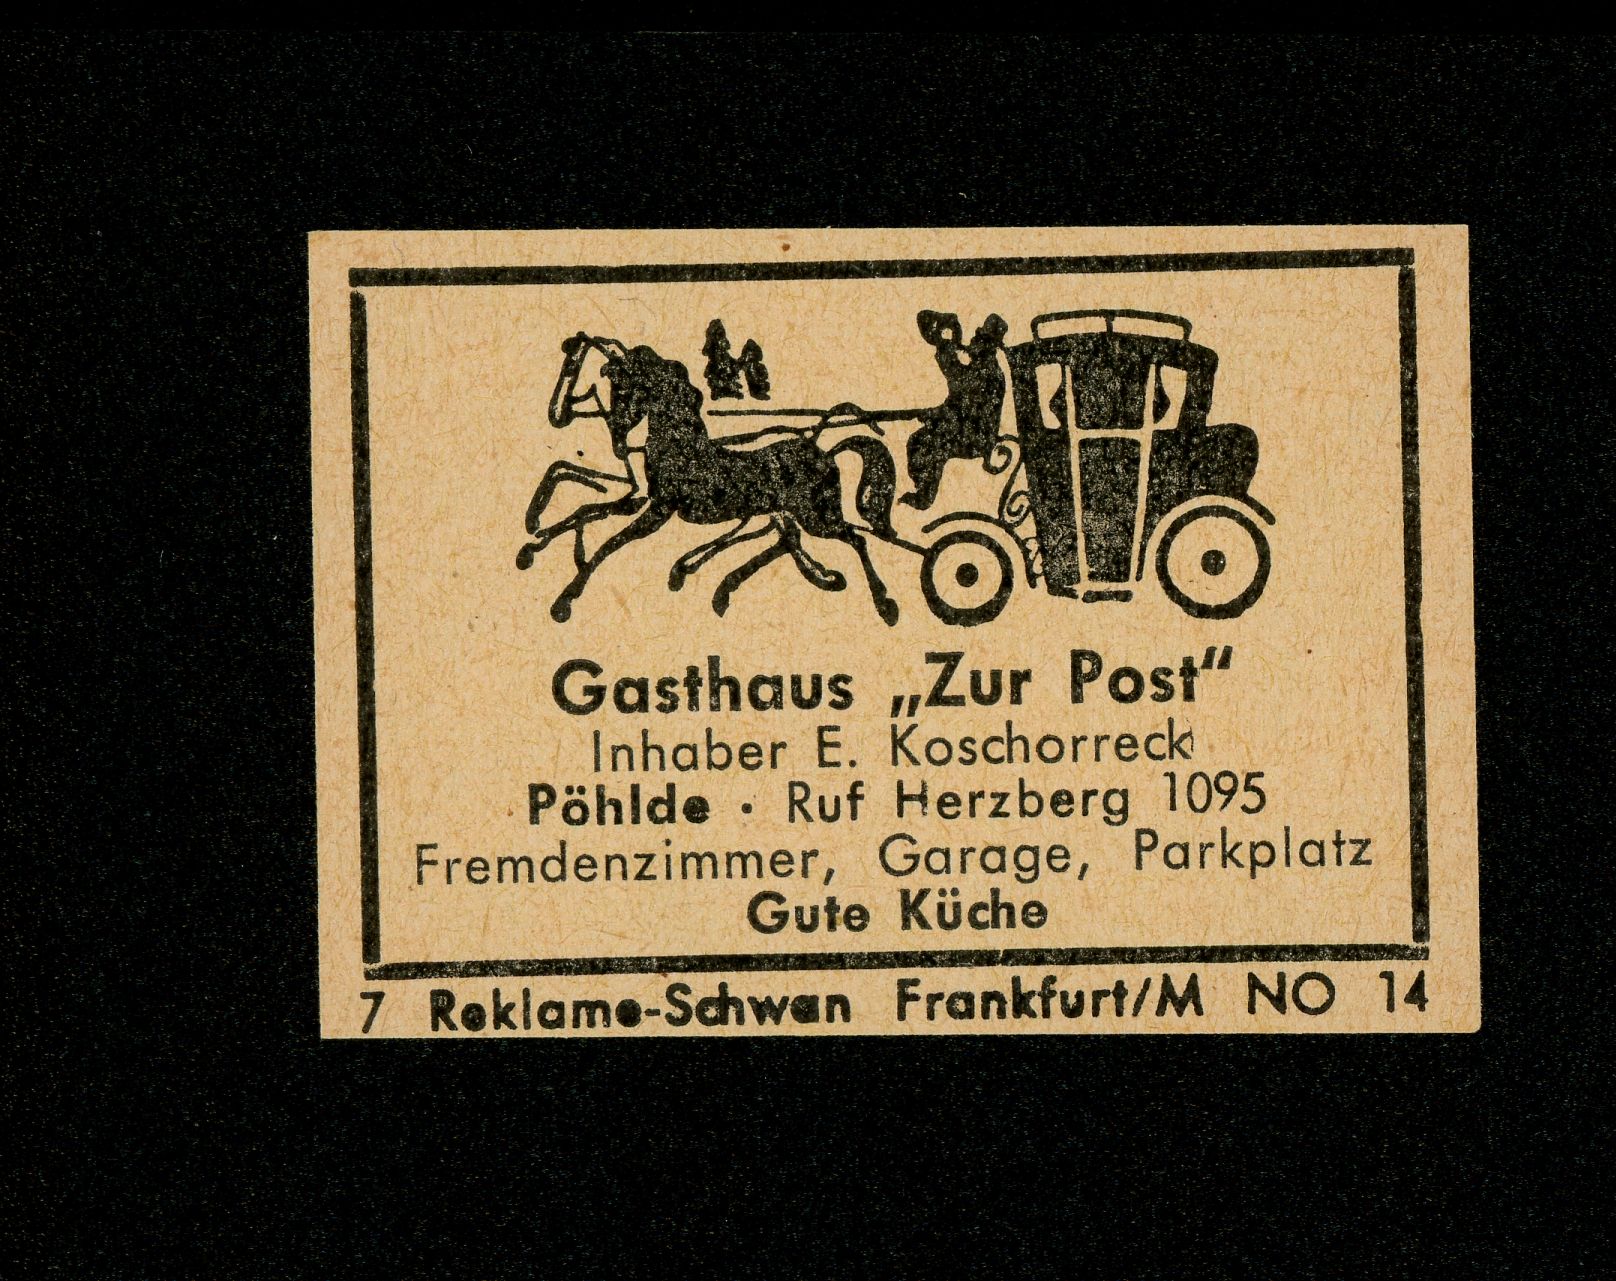 Gasthaus „Zur Post“
Inhaber E. Koschorreck
Pöhlde · Ruf Herzberg 1095
Fremdenzimmer, Garage, Parkplatz
Gute Küche
7 Reklame-Schwan Frankfurt/M NO 14